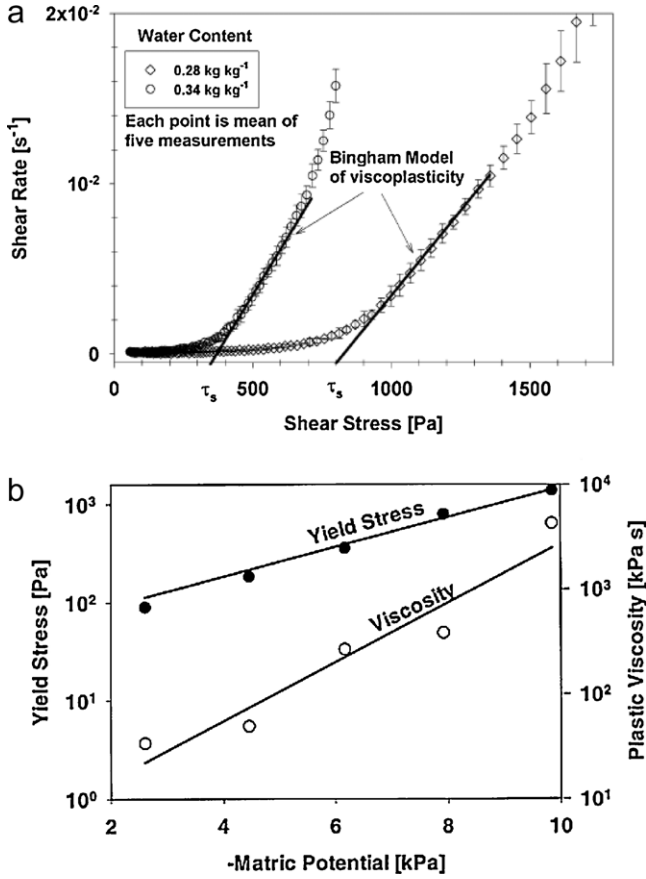 a
2x10⁻²
Water Content
0.28 kg kg⁻¹
0.34 kg kg⁻¹
Each point is mean of
five measurements
Bingham Model
of viscoplasticity
10⁻²
0
Shear Rate [s⁻¹]
0 500 1000 1500
τs τs
Shear Stress [Pa]
b
10³
10²
10¹
10⁰
Yield Stress [Pa]
Yield Stress
Viscosity
10⁴
10³
10²
10¹
Plastic Viscosity [kPa s]
2 4 6 8 10
-Matric Potential [kPa]